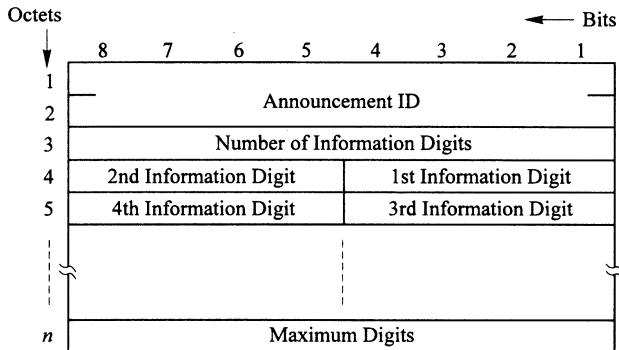 Octets
Bits
8 7 6 5 4 3 2 1
1
Announcement ID
2
3 Number of Information Digits
4 2nd Information Digit 1st Information Digit
5 4th Information Digit 3rd Information Digit
n Maximum Digits